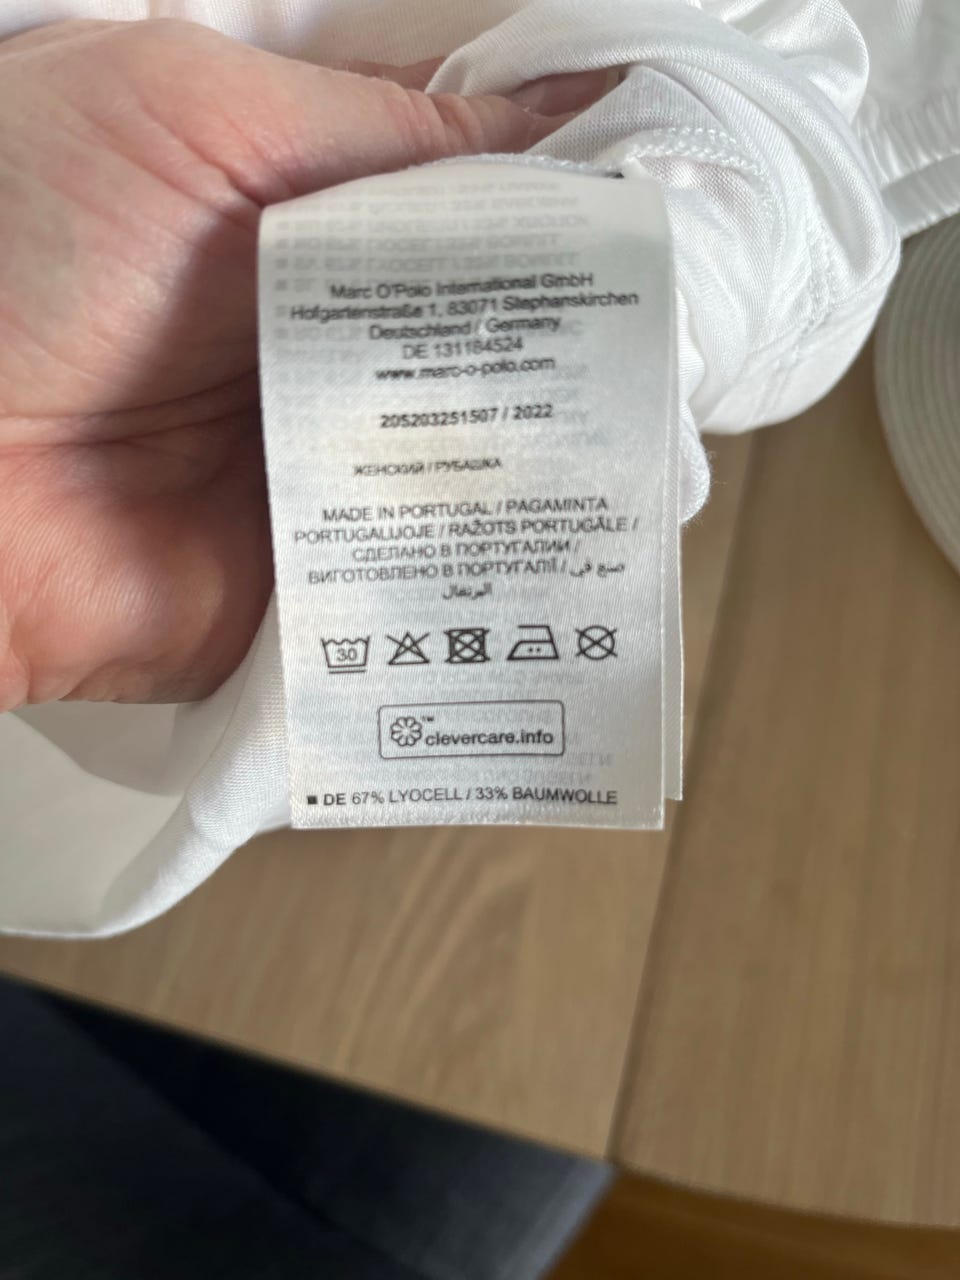 Marc O'Polo International GmbH
Hofgartenstraße 1, 83071 Stephanskirchen
Deutschland / Germany
DE 131184524
www.marc-o-polo.com
205203251507 / 2022
ЖЕНСКИЙ / РУБАШКА
MADE IN PORTUGAL / PAGAMINTA
PORTUGALIJOJE / RAŽOTS PORTUGĀLE /
СДЕЛАНО В ПОРТУГАЛИИ /
ВИГОТОВЛЕНО В ПОРТУГАЛІЇ / صنع في
البرتغال
30
™
clevercare.info
■ DE 67% LYOCELL / 33% BAUMWOLLE